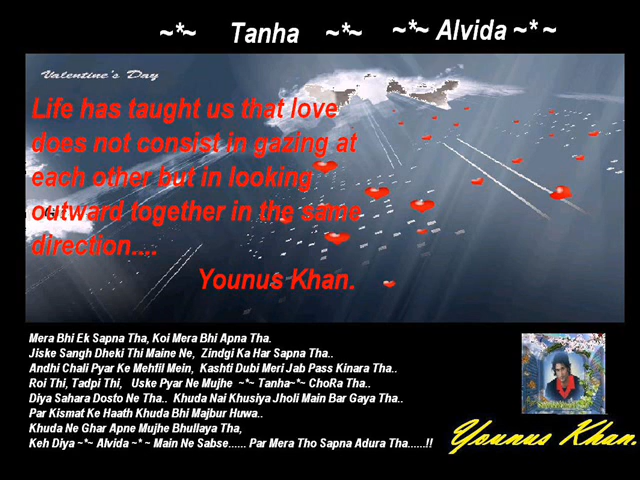 ~*~ Tanha ~*~ ~*~ Alvida ~*~
Valentine's Day
Life has taught us that love
does not consist in gazing at
each other but in looking
outward together in the same
direction....
Younus Khan.
Mera Bhi Ek Sapna Tha, Koi Mera Bhi Apna Tha.
Jiske Sangh Dheki Thi Maine Ne, Zindgi Ka Har Sapna Tha..
Andhi Chali Pyar Ke Mehfil Mein, Kashti Dubi Meri Jab Pass Kinara Tha..
Roi Thi, Tadpi Thi, Uske Pyar Ne Mujhe ~*~ Tanha~*~ ChoRa Tha..
Diya Sahara Dosto Ne Tha.. Khuda Nai Khusiya Jholi Main Bar Gaya Tha..
Par Kismat Ke Haath Khuda Bhi Majbur Huwa..
Khuda Ne Ghar Apne Mujhe Bhullaya Tha,
Keh Diya ~*~ Alvida ~* ~ Main Ne Sabse...... Par Mera Tho Sapna Adura Tha.....!!
Younus Khan.